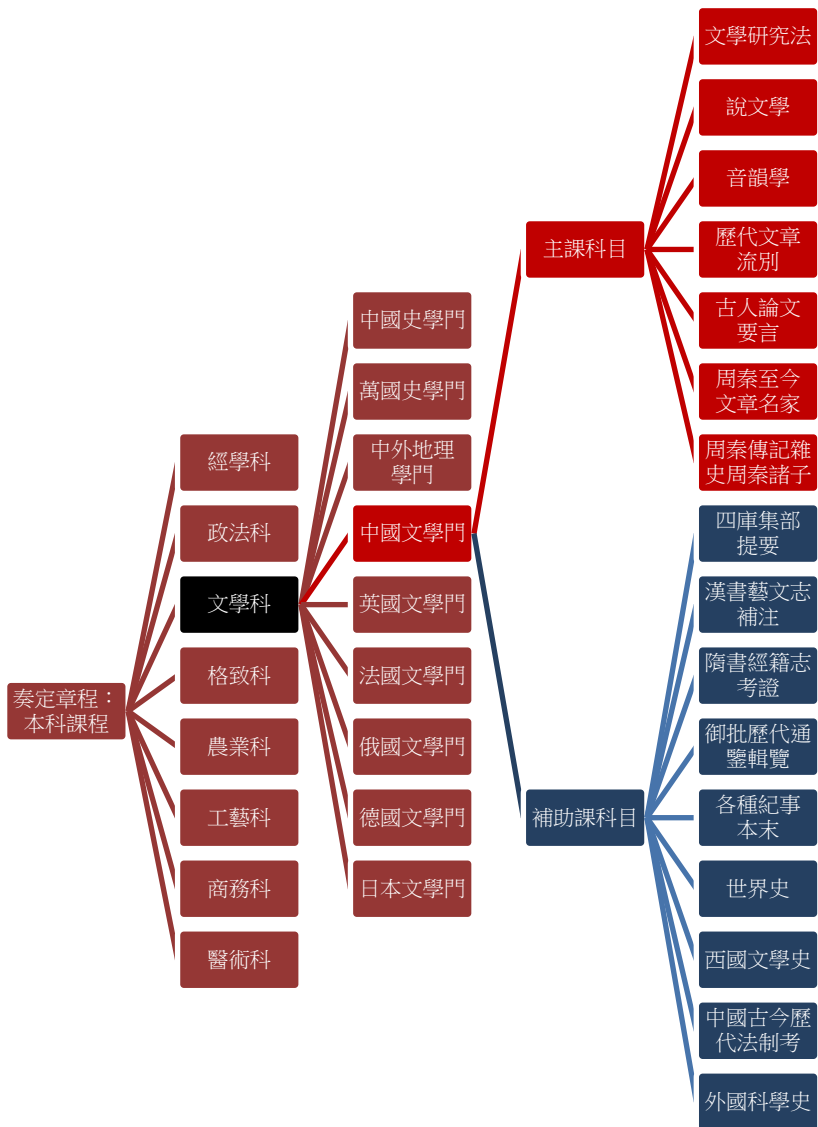 奏定章程：
本科課程
經學科
政法科
文學科
格致科
農業科
工藝科
商務科
醫術科
中國史學門
萬國史學門
中外地理
學門
中國文學門
英國文學門
法國文學門
俄國文學門
德國文學門
日本文學門
主課科目
文學研究法
說文學
音韻學
歷代文章
流別
古人論文
要言
周秦至今
文章名家
周秦傳記雜
史周秦諸子
補助課科目
四庫集部
提要
漢書藝文志
補注
隋書經籍志
考證
御批歷代通
鑒輯覽
各種紀事
本末
世界史
西國文學史
中國古今歷
代法制考
外國科學史